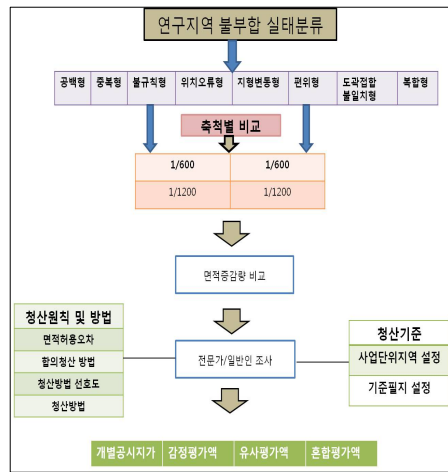 연구지역 불부합 실태분류
공백형 중복형 불규칙형 위치오류형 지형변동형 편위형 도곽접합 복합형
불일치형
축척별 비교
1/600 1/600
1/1200 1/1200
면적증감량 비교
청산원칙 및 방법
면적허용오차
합의청산 방법
청산방법 선호도
청산방법
전문가/일반인 조사
청산기준
사업단위지역 설정
기준필지 설정
개별공시지가 감정평가액 유사평가액 혼합평가액